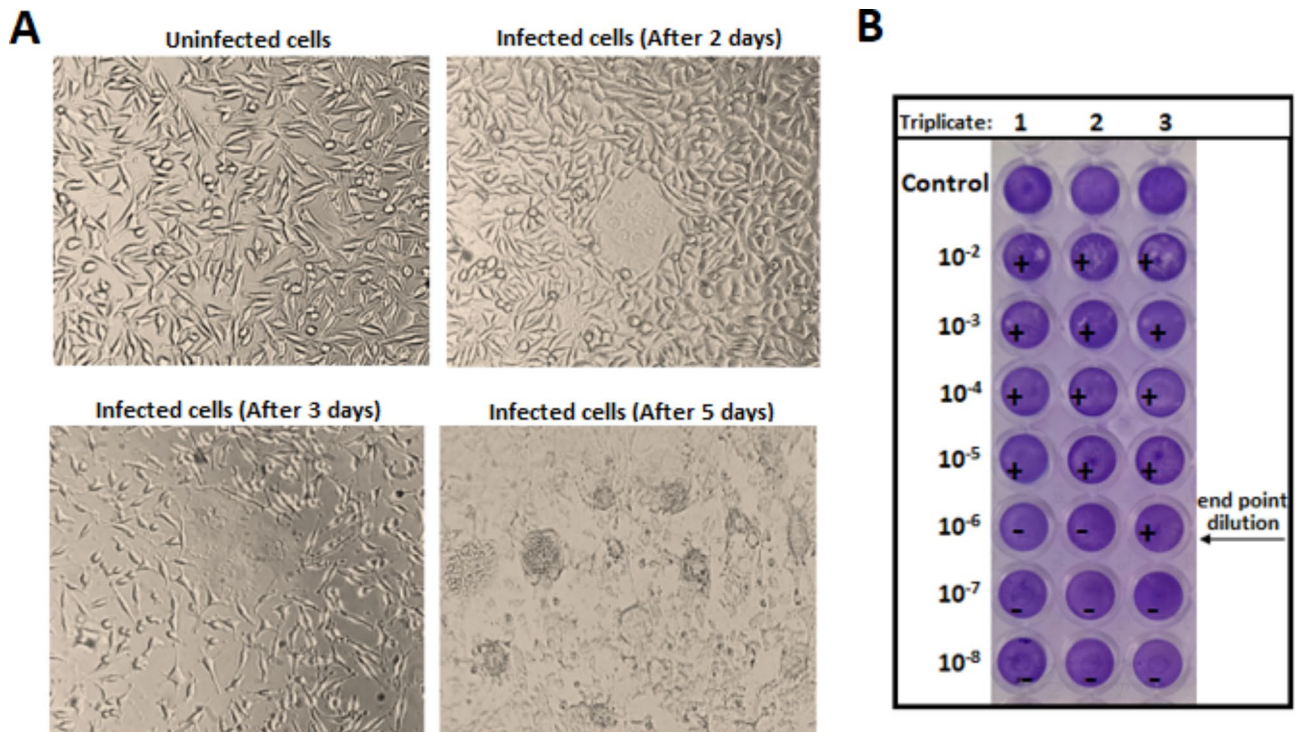 A
Uninfected cells
Infected cells (After 2 days)
Infected cells (After 3 days)
Infected cells (After 5 days)
B
Triplicate: 1 2 3
Control
10⁻² + + +
10⁻³ + + +
10⁻⁴ + + +
10⁻⁵ + + +
10⁻⁶ - - +
end point
dilution
10⁻⁷ - - -
10⁻⁸ - - -